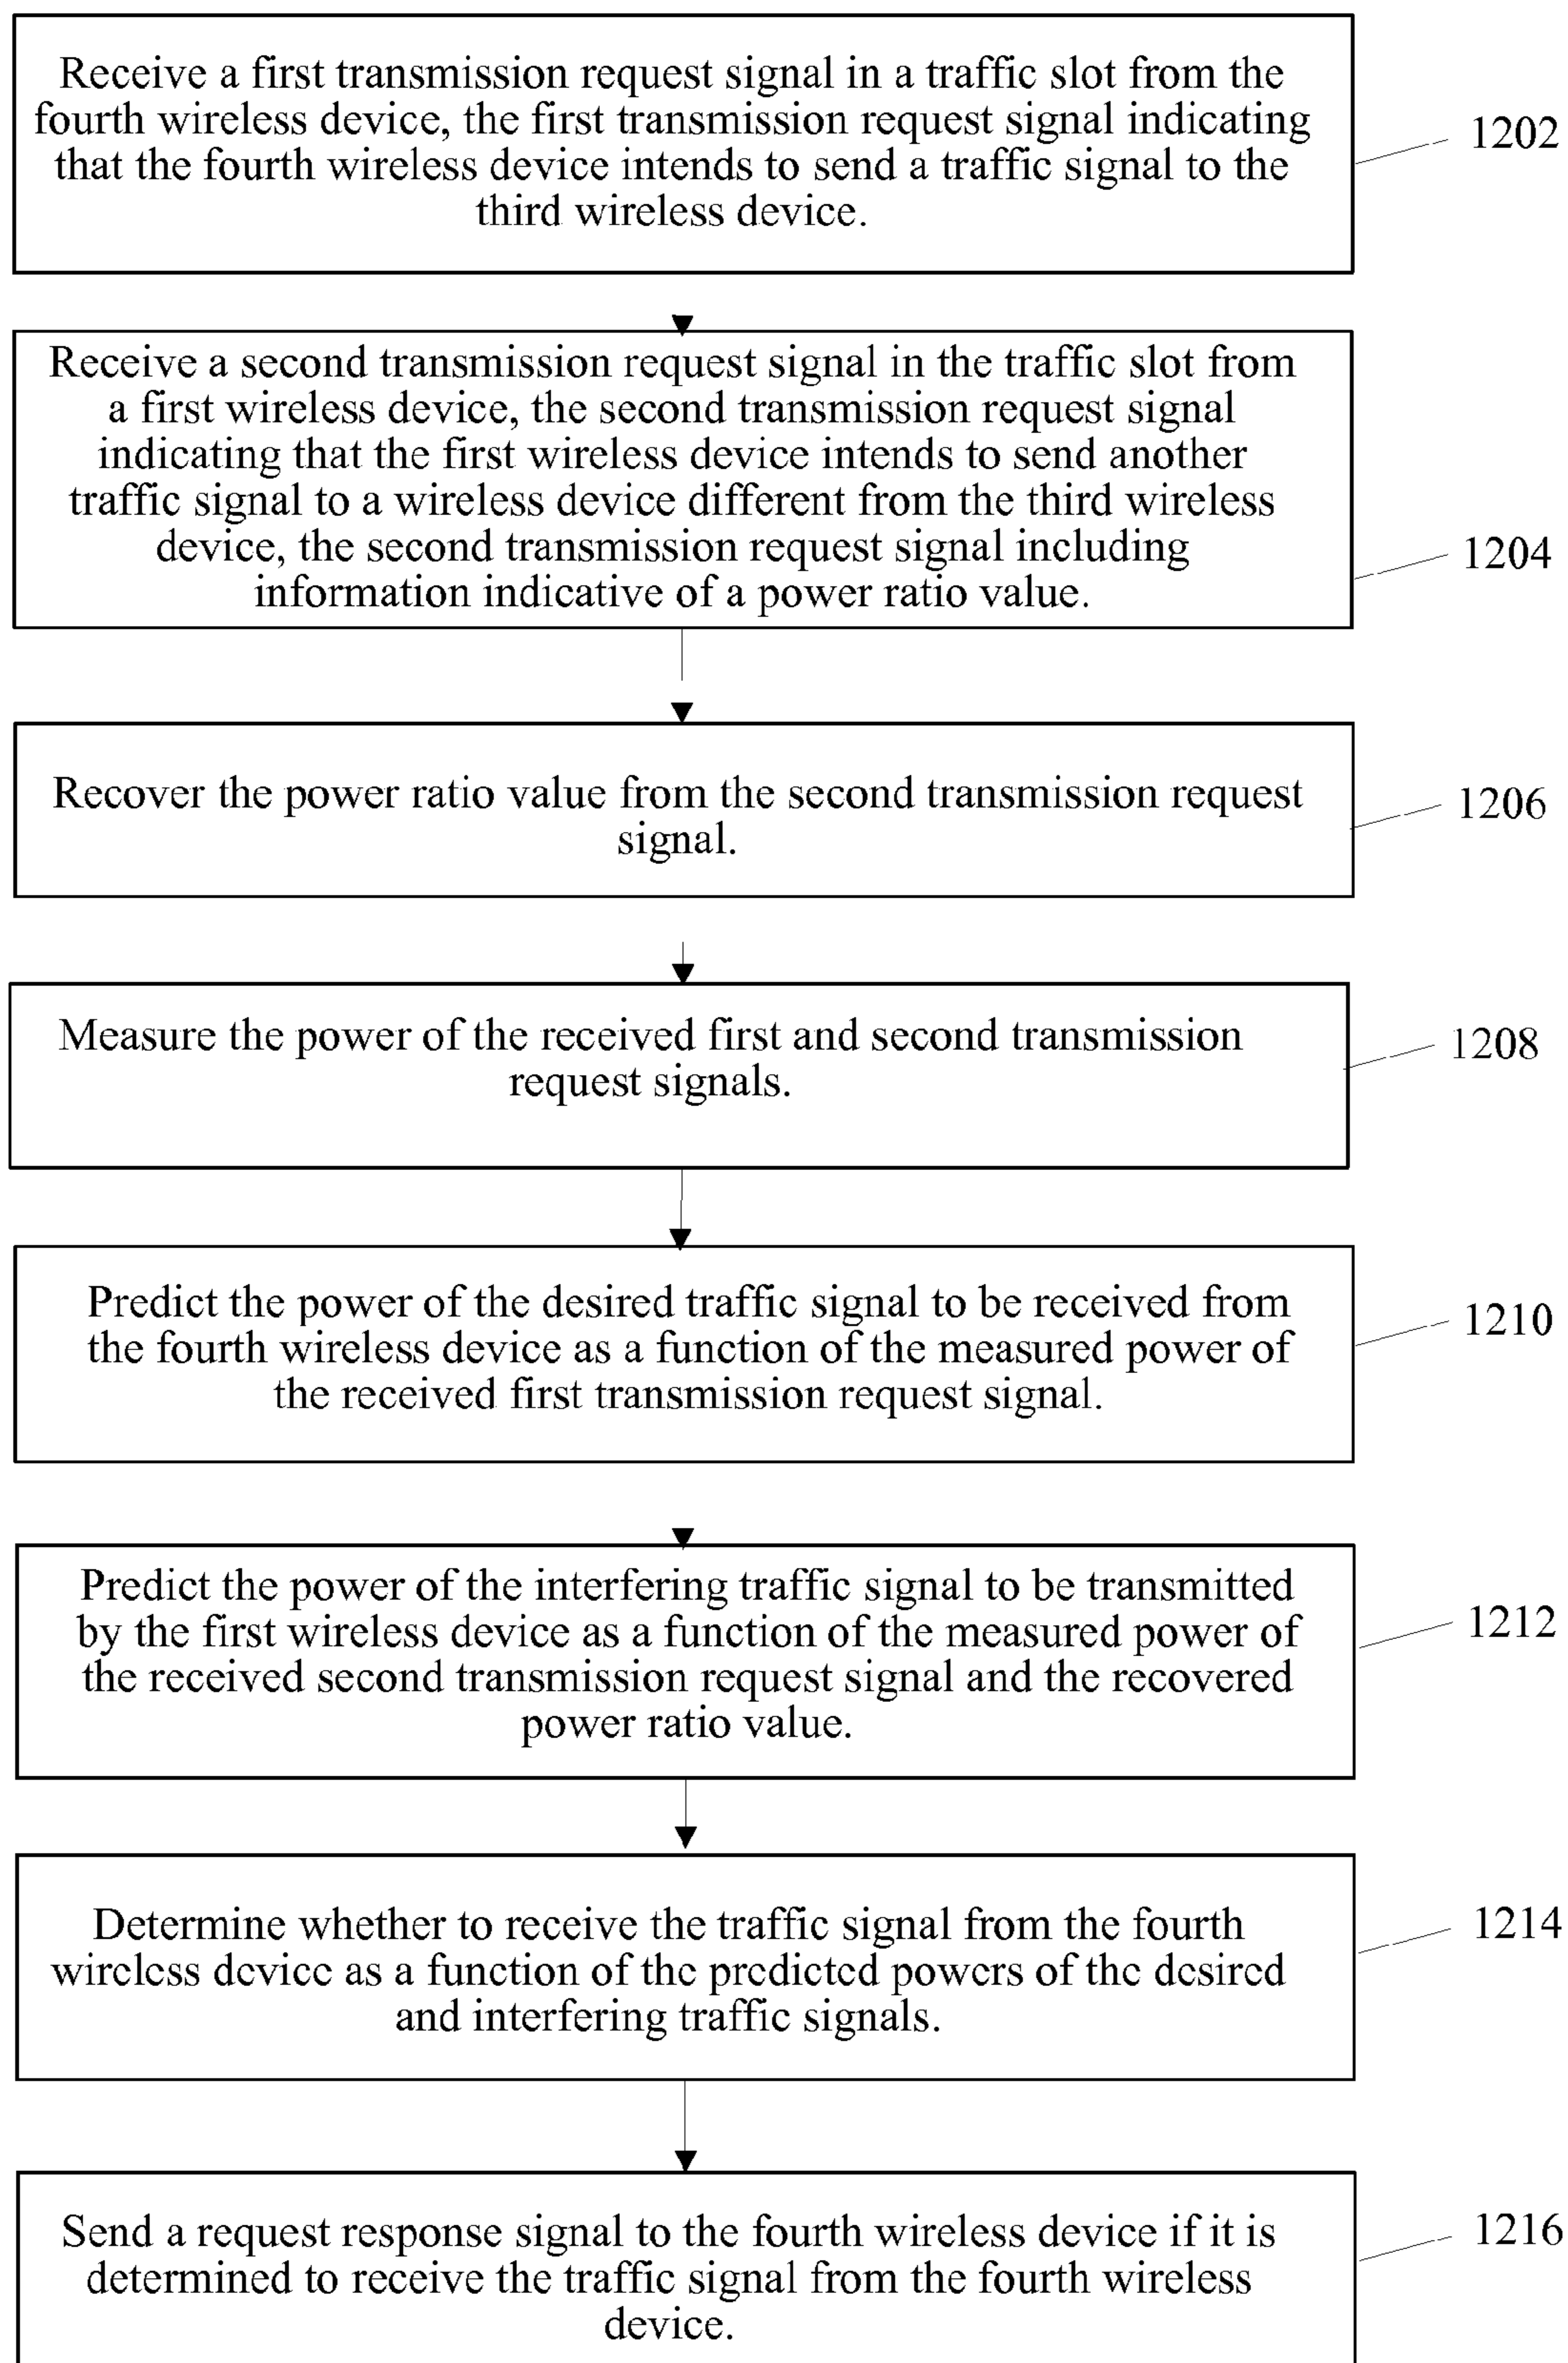 Receive a first transmission request signal in a traffic slot from the
fourth wireless device, the first transmission request signal indicating
that the fourth wireless device intends to send a traffic signal to the
third wireless device.
1202
Receive a second transmission request signal in the traffic slot from
a first wireless device, the second transmission request signal
indicating that the first wireless device intends to send another
traffic signal to a wireless device different from the third wireless
device, the second transmission request signal including
information indicative of a power ratio value.
1204
Recover the power ratio value from the second transmission request
signal.
1206
Measure the power of the received first and second transmission
request signals.
1208
Predict the power of the desired traffic signal to be received from
the fourth wireless device as a function of the measured power of
the received first transmission request signal.
1210
Predict the power of the interfering traffic signal to be transmitted
by the first wireless device as a function of the measured power of
the received second transmission request signal and the recovered
power ratio value.
1212
Determine whether to receive the traffic signal from the fourth
wireless device as a function of the predicted powers of the desired
and interfering traffic signals.
1214
Send a request response signal to the fourth wireless device if it is
determined to receive the traffic signal from the fourth wireless
device.
1216